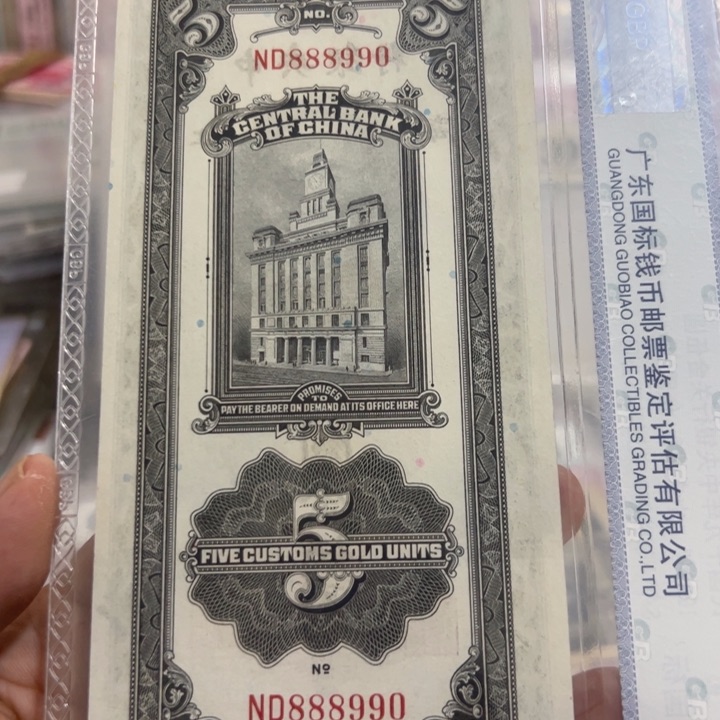 5 5
NO.
ND888990
THE
CENTRAL BANK
OF CHINA
PROMISES
TO
PAY THE BEARER ON DEMAND AT ITS OFFICE HERE
5
FIVE CUSTOMS GOLD UNITS
Nº
ND888990
广东国标钱币邮票鉴定评估有限公司
GUANGDONG GUOBIAO COLLECTIBLES GRADING CO.,LTD